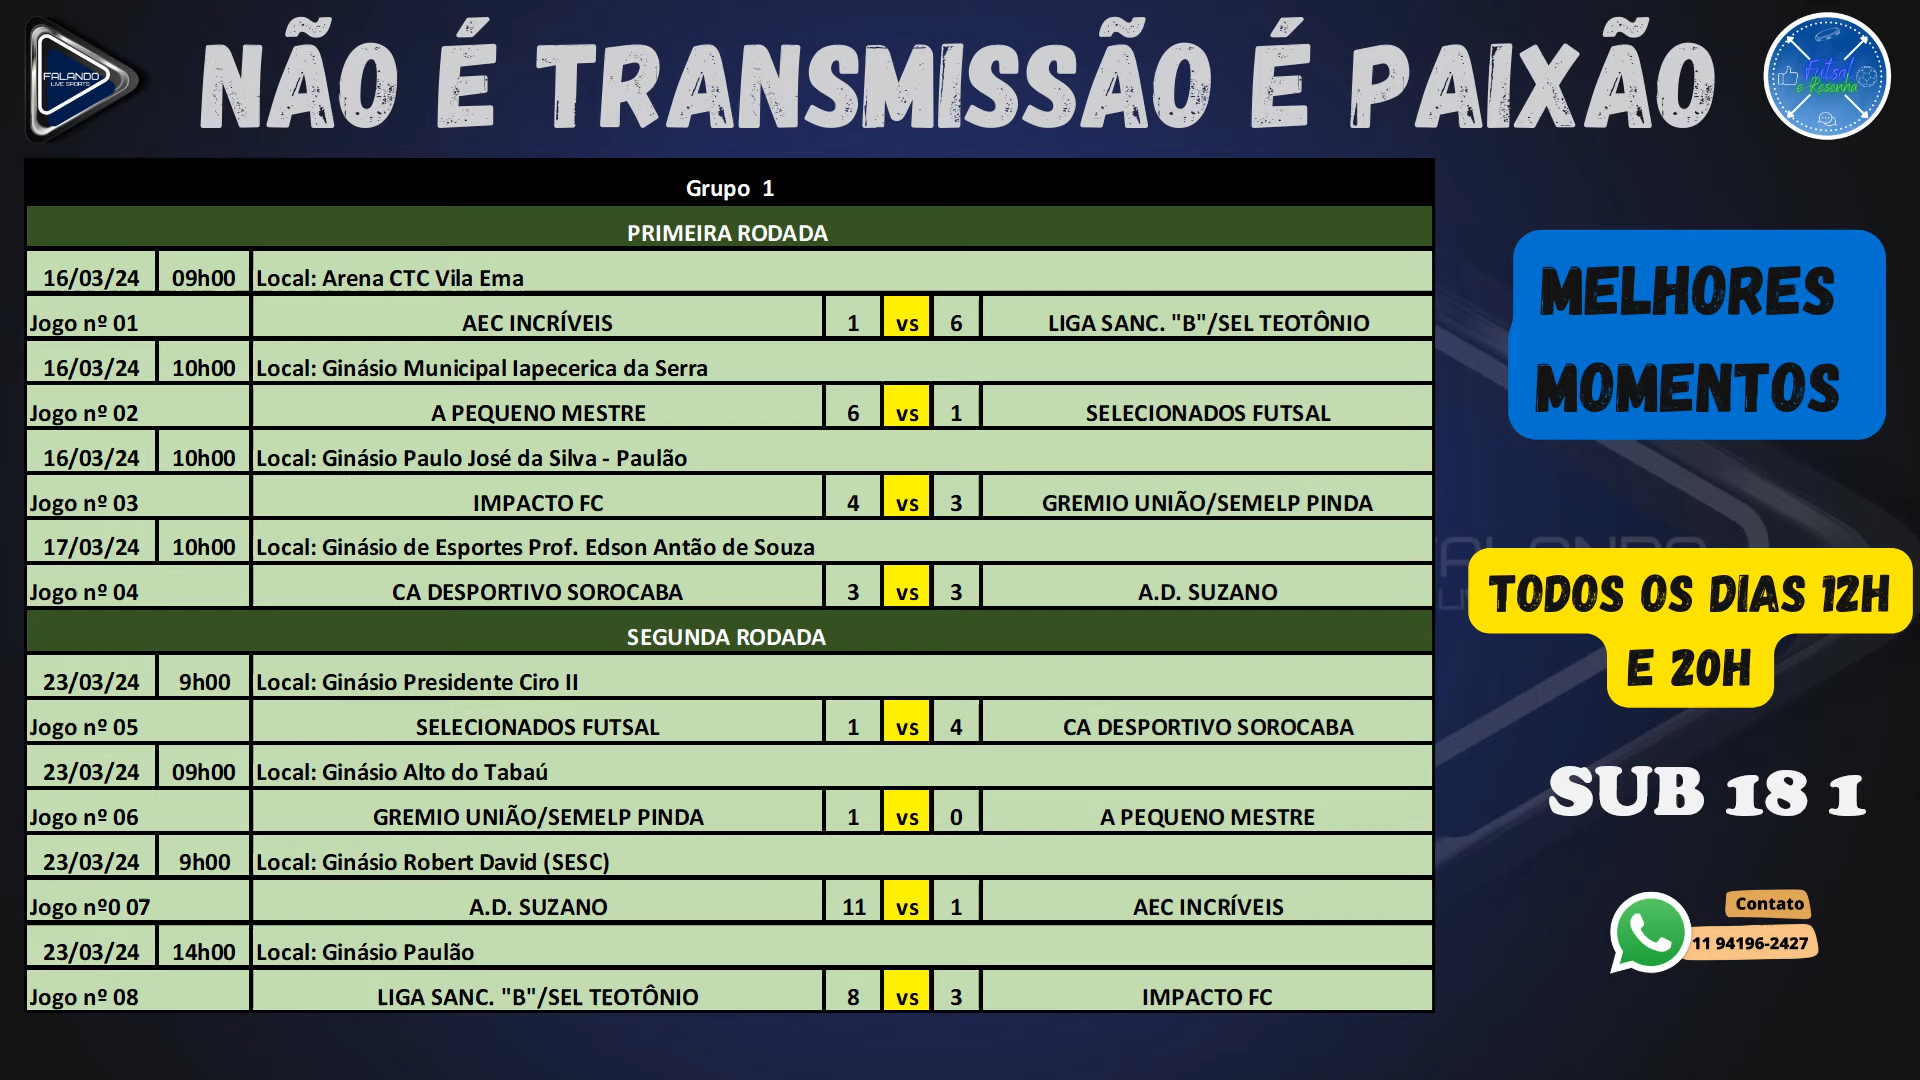 FALANDO
LIVE SPORTS
NÃO É TRANSMISSÃO É PAIXÃO
Futsal
e Resenha
Grupo 1
PRIMEIRA RODADA
16/03/24 09h00 Local: Arena CTC Vila Ema
Jogo nº 01 AEC INCRÍVEIS 1 vs 6 LIGA SANC. "B"/SEL TEOTÔNIO
16/03/24 10h00 Local: Ginásio Municipal Iapecerica da Serra
Jogo nº 02 A PEQUENO MESTRE 6 vs 1 SELECIONADOS FUTSAL
16/03/24 10h00 Local: Ginásio Paulo José da Silva - Paulão
Jogo nº 03 IMPACTO FC 4 vs 3 GREMIO UNIÃO/SEMELP PINDA
17/03/24 10h00 Local: Ginásio de Esportes Prof. Edson Antão de Souza
Jogo nº 04 CA DESPORTIVO SOROCABA 3 vs 3 A.D. SUZANO
SEGUNDA RODADA
23/03/24 9h00 Local: Ginásio Presidente Ciro II
Jogo nº 05 SELECIONADOS FUTSAL 1 vs 4 CA DESPORTIVO SOROCABA
23/03/24 09h00 Local: Ginásio Alto do Tabaú
Jogo nº 06 GREMIO UNIÃO/SEMELP PINDA 1 vs 0 A PEQUENO MESTRE
23/03/24 9h00 Local: Ginásio Robert David (SESC)
Jogo nº0 07 A.D. SUZANO 11 vs 1 AEC INCRÍVEIS
23/03/24 14h00 Local: Ginásio Paulão
Jogo nº 08 LIGA SANC. "B"/SEL TEOTÔNIO 8 vs 3 IMPACTO FC
MELHORES
MOMENTOS
FALANDO
TODOS OS DIAS 12H
E 20H
SUB 18 1
Contato
11 94196-2427